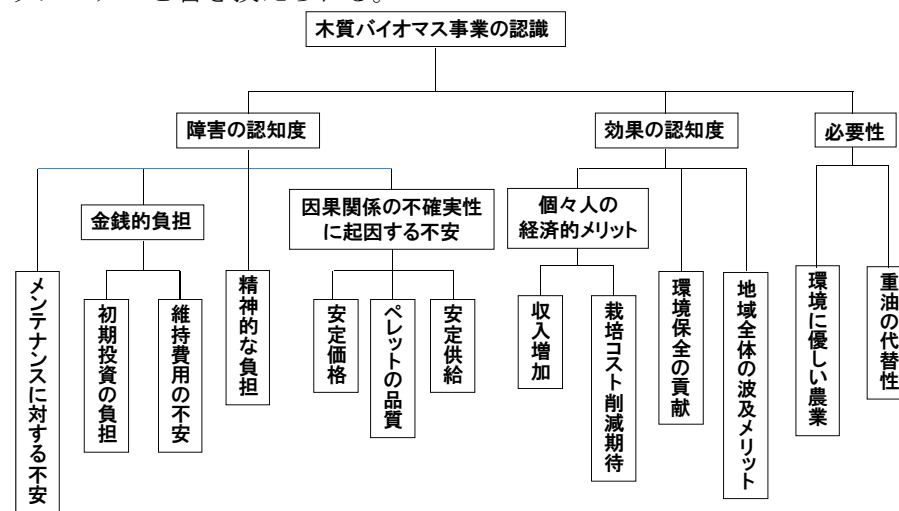 木質バイオマス事業の認識
障害の認知度
効果の認知度
必要性
金銭的負担
因果関係の不確実性
に起因する不安
個々人の
経済的メリット
メンテナンスに対する不安
初期投資の負担
維持費用の不安
精神的な負担
安定価格
ペレットの品質
安定供給
収入増加
栽培コスト削減期待
環境保全の貢献
地域全体の波及メリット
環境に優しい農業
重油の代替性